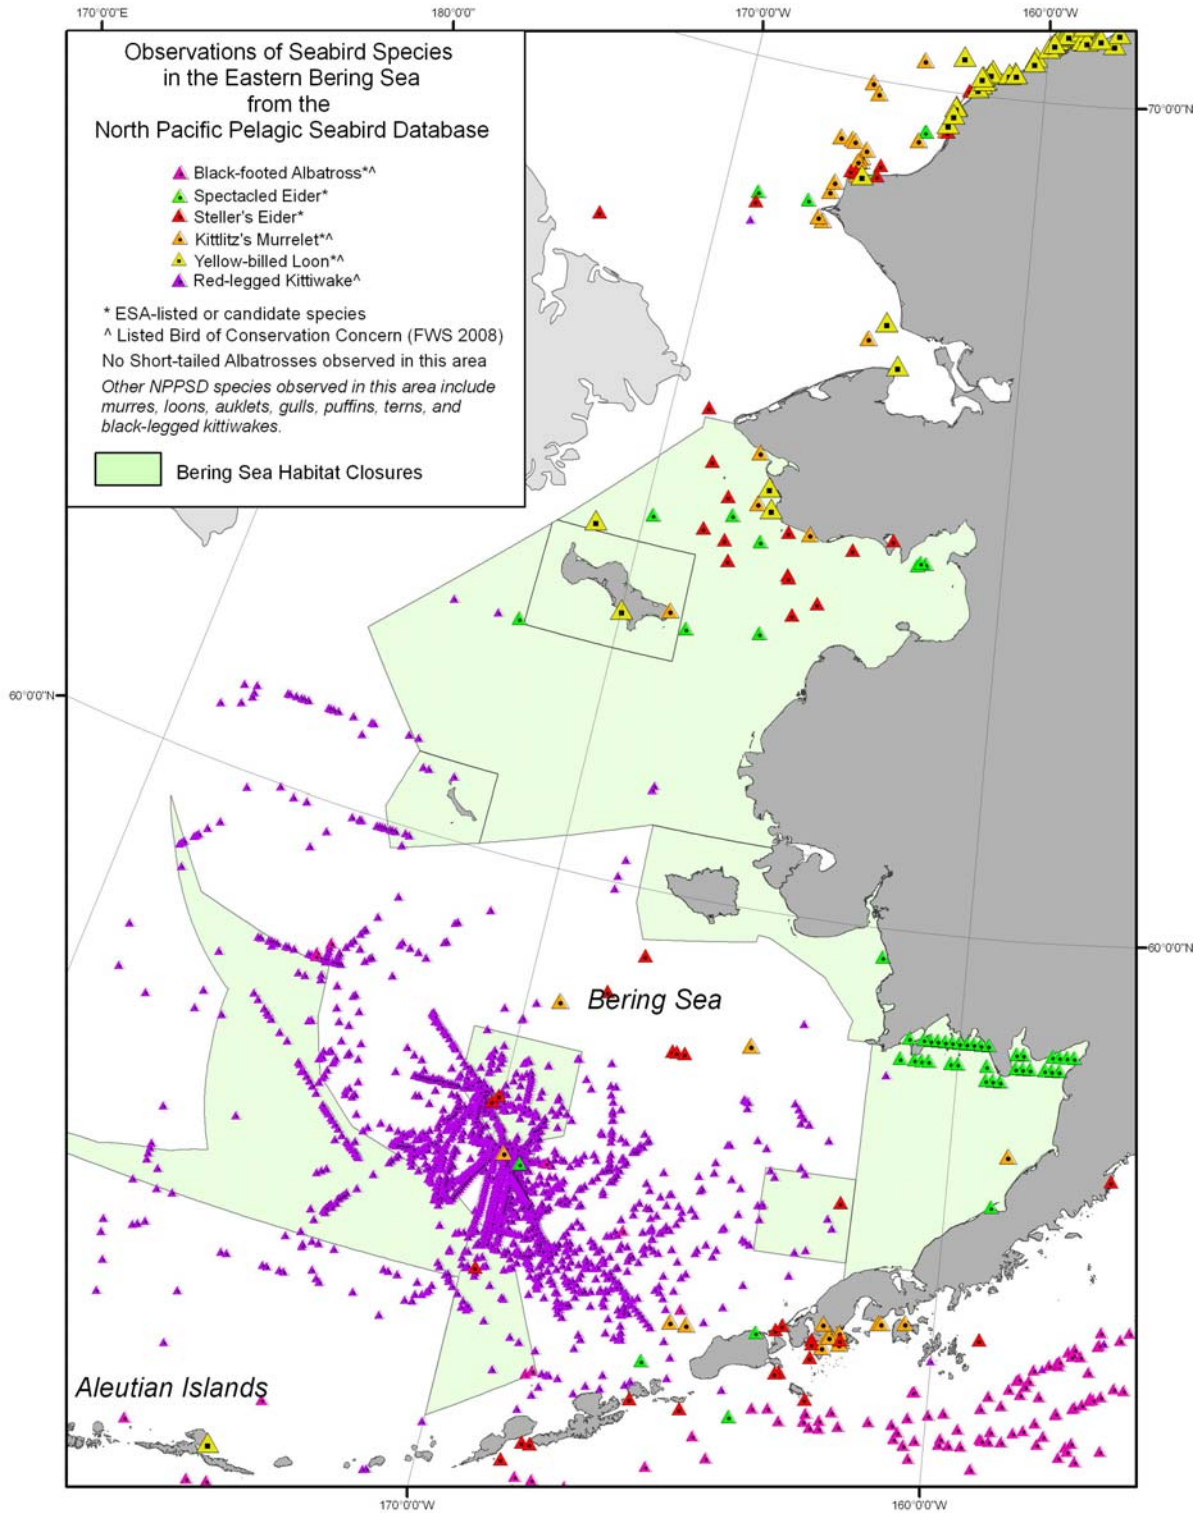 170°0'0"E
180°0'0"
170°0'0"W
160°0'0"W
Observations of Seabird Species
in the Eastern Bering Sea
from the
North Pacific Pelagic Seabird Database
Black-footed Albatross*^
Spectacled Eider*
Steller's Eider*
Kittlitz's Murrelet*^
Yellow-billed Loon*^
Red-legged Kittiwake^
* ESA-listed or candidate species
^ Listed Bird of Conservation Concern (FWS 2008)
No Short-tailed Albatrosses observed in this area
Other NPPSD species observed in this area include
murres, loons, auklets, gulls, puffins, terns, and
black-legged kittiwakes.
Bering Sea Habitat Closures
70°0'0"N
60°0'0"N
60°0'0"N
Bering Sea
Aleutian Islands
170°0'0"W
160°0'0"W